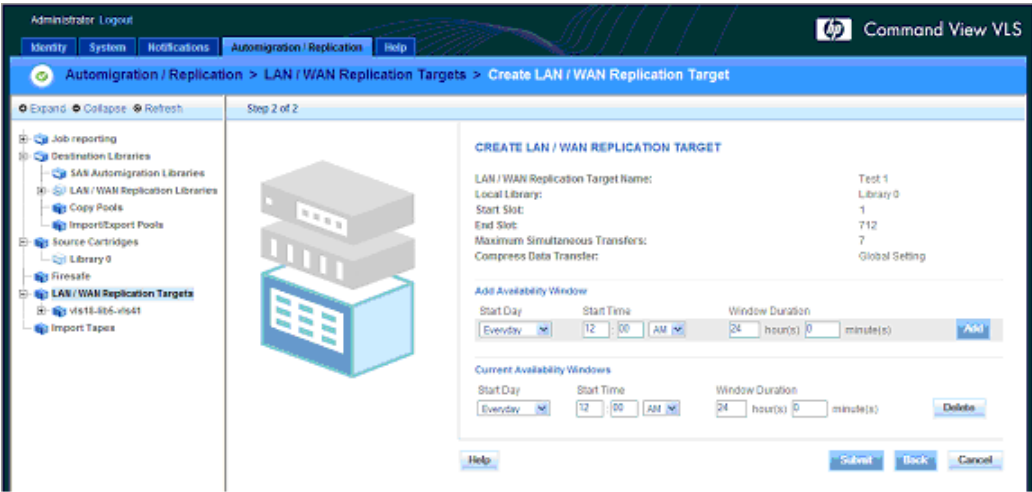 Administrator Logout
hp Command View VLS
Identity System Notifications Automigration / Replication Help
Automigration / Replication > LAN / WAN Replication Targets > Create LAN / WAN Replication Target
Expand Collapse Refresh
Step 2 of 2
Job reporting
Destination Libraries
SAN Automigration Libraries
LAN / WAN Replication Libraries
Copy Pools
Import/Export Pools
Source Cartridges
Library 0
Firesafe
LAN / WAN Replication Targets
vls18-lib5-vls41
Import Tapes
CREATE LAN / WAN REPLICATION TARGET
LAN / WAN Replication Target Name: Test 1
Local Library: Library 0
Start Slot: 1
End Slot: 712
Maximum Simultaneous Transfers: 7
Compress Data Transfer: Global Setting
Add Availability Window
Start Day Start Time Window Duration
Everyday 12 : 00 AM 24 hour(s) 0 minute(s) Add
Current Availability Windows
Start Day Start Time Window Duration
Everyday 12 : 00 AM 24 hour(s) 0 minute(s) Delete
Help Submit Back Cancel